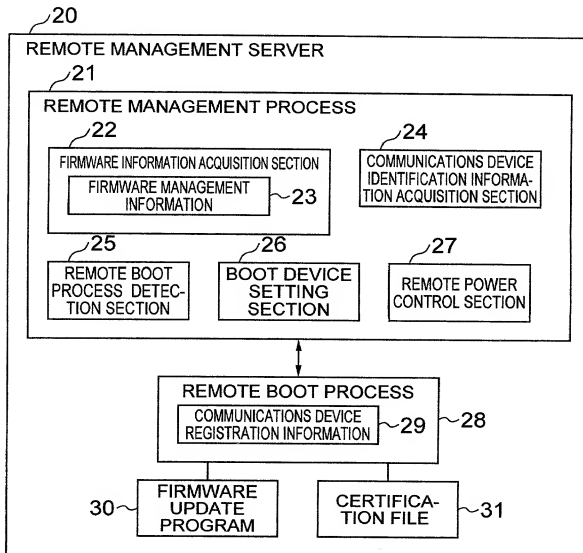 20
REMOTE MANAGEMENT SERVER
21
REMOTE MANAGEMENT PROCESS
22
FIRMWARE INFORMATION ACQUISITION SECTION
FIRMWARE MANAGEMENT
INFORMATION
23
24
COMMUNICATIONS DEVICE
IDENTIFICATION INFORMA-
TION ACQUISITION SECTION
25
REMOTE BOOT
PROCESS DETEC-
TION SECTION
26
BOOT DEVICE
SETTING
SECTION
27
REMOTE POWER
CONTROL SECTION
REMOTE BOOT PROCESS
COMMUNICATIONS DEVICE
REGISTRATION INFORMATION
29
28
30
FIRMWARE
UPDATE
PROGRAM
CERTIFICA-
TION FILE
31